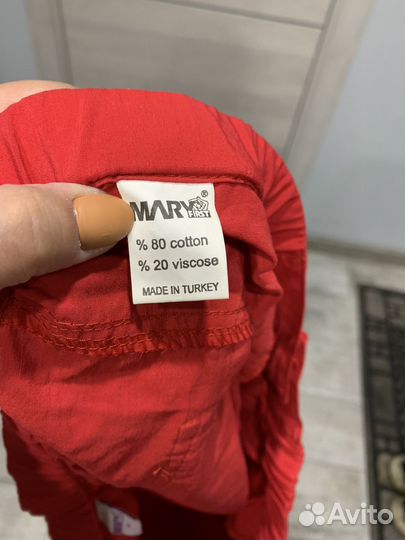 MARY®
FIRST
% 80 cotton
% 20 viscose
MADE IN TURKEY
Avito